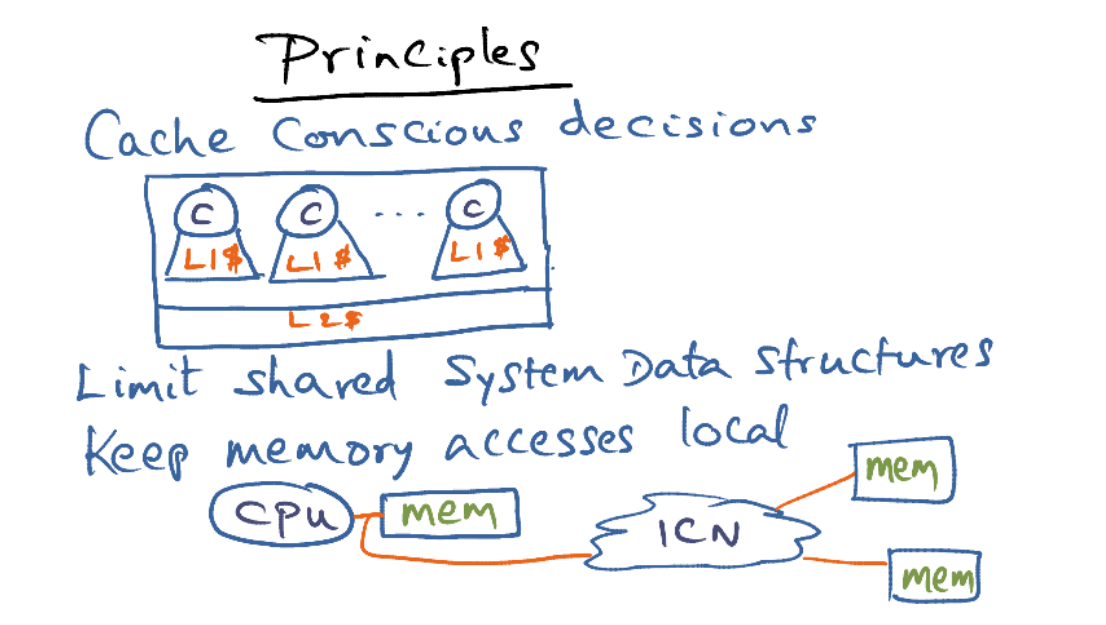 Principles
Cache Conscious decisions
C C ... C
L1$ L1$ L1$
L2$
Limit shared System Data Structures
Keep memory accesses local
mem
CPU mem ICN
mem